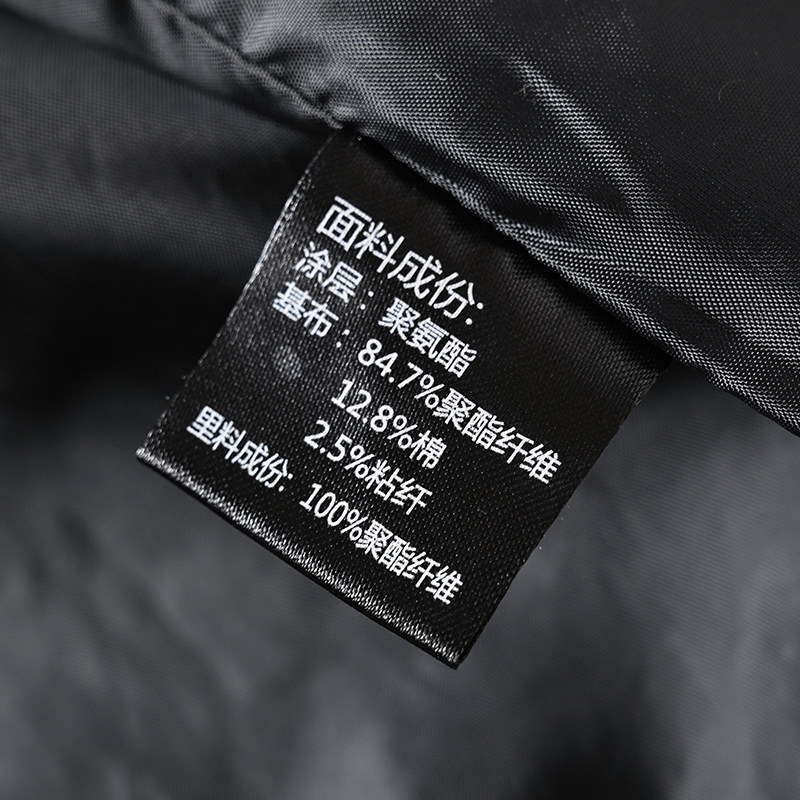 面料成份:
涂层：聚氨酯
基布：84.7%聚酯纤维
12.8%棉
2.5%粘纤
里料成份: 100%聚酯纤维